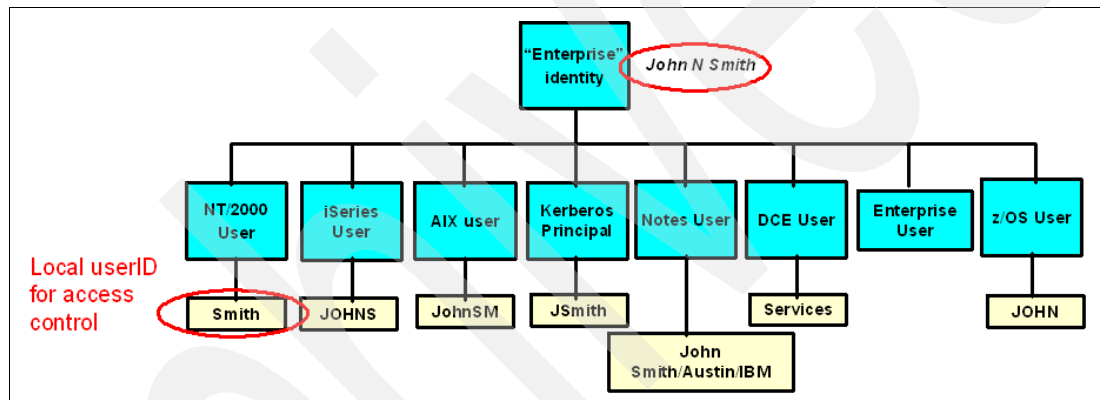 “Enterprise”
identity
John N Smith
NT/2000
User
iSeries
User
AIX user
Kerberos
Principal
Notes User
DCE User
Enterprise
User
z/OS User
Local userID
for access
control
Smith
JOHNS
JohnSM
JSmith
Services
JOHN
John
Smith/Austin/IBM